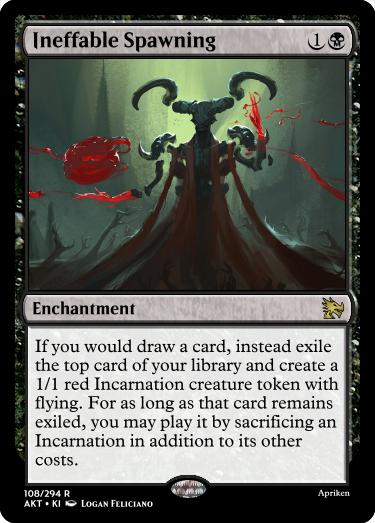 Ineffable Spawning 1
Enchantment
If you would draw a card, instead exile
the top card of your library and create a
1/1 red Incarnation creature token with
flying. For as long as that card remains
exiled, you may play it by sacrificing an
Incarnation in addition to its other
costs.
108/294 R Apriken
AKT • KI LOGAN FELICIANO